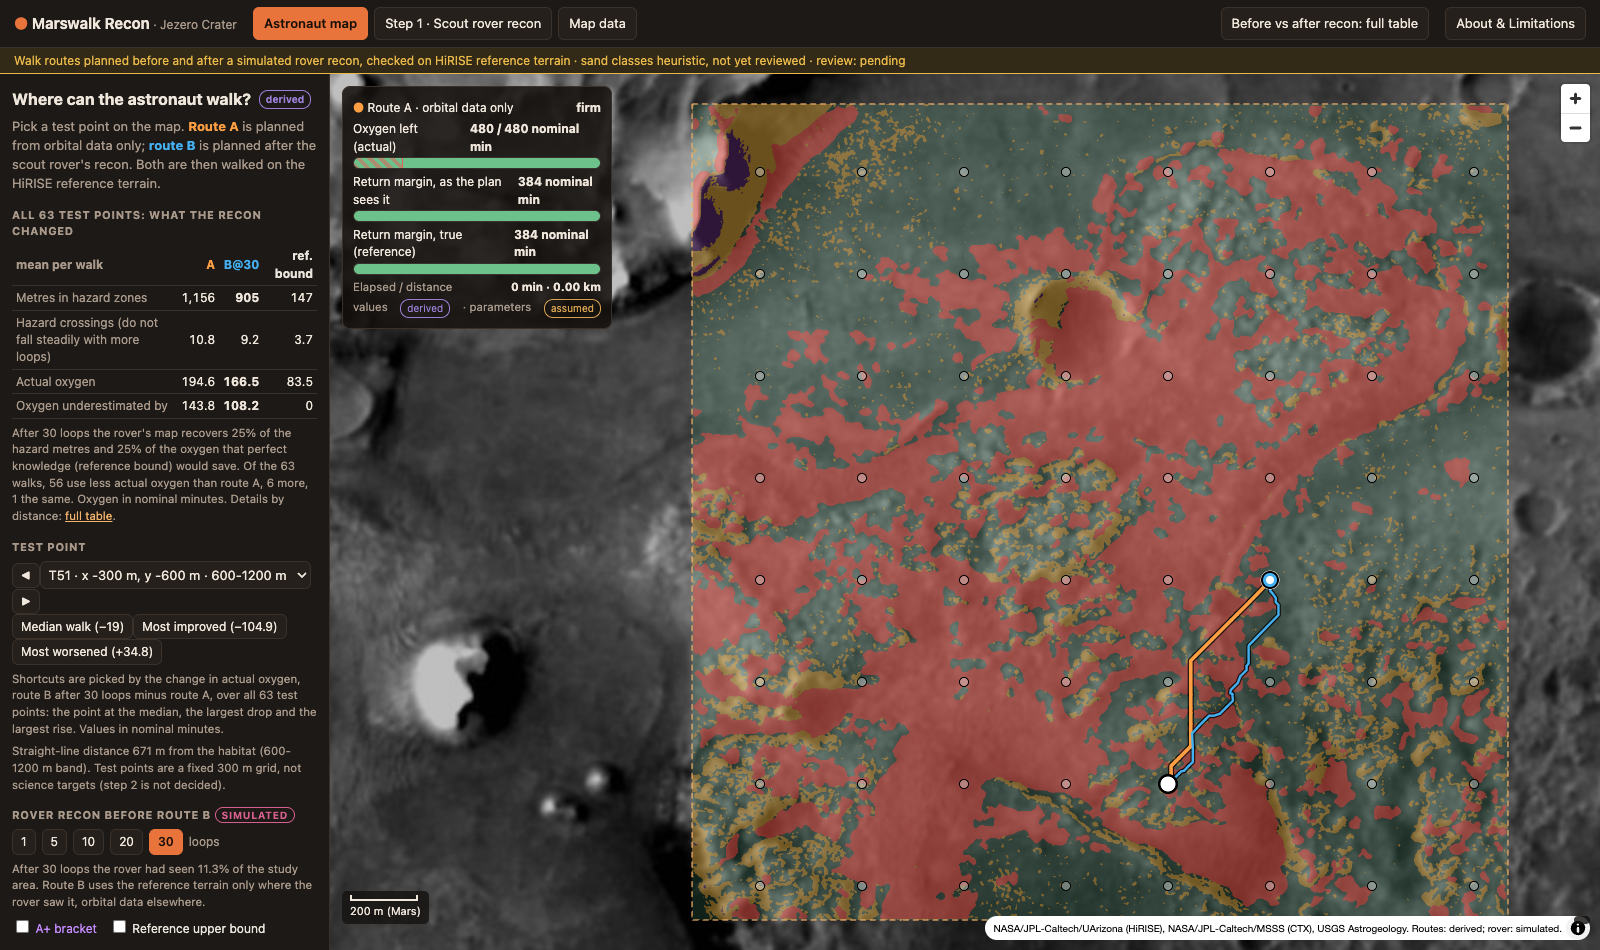 Marswalk Recon · Jezero Crater
Astronaut map
Step 1 · Scout rover recon
Map data
Before vs after recon: full table
About & Limitations
Walk routes planned before and after a simulated rover recon, checked on HiRISE reference terrain · sand classes heuristic, not yet reviewed · review: pending
Where can the astronaut walk? derived
Pick a test point on the map. Route A is planned
from orbital data only; route B is planned after the
scout rover's recon. Both are then walked on the
HiRISE reference terrain.
ALL 63 TEST POINTS: WHAT THE RECON
CHANGED
mean per walk A B@30 ref.
bound
Metres in hazard zones 1,156 905 147
Hazard crossings (do not
fall steadily with more
loops) 10.8 9.2 3.7
Actual oxygen 194.6 166.5 83.5
Oxygen underestimated by 143.8 108.2 0
After 30 loops the rover's map recovers 25% of the
hazard metres and 25% of the oxygen that perfect
knowledge (reference bound) would save. Of the 63
walks, 56 use less actual oxygen than route A, 6 more,
1 the same. Oxygen in nominal minutes. Details by
distance: full table.
TEST POINT
◀ T51 · x -300 m, y -600 m · 600-1200 m
▶
Median walk (−19) Most improved (−104.9)
Most worsened (+34.8)
Shortcuts are picked by the change in actual oxygen,
route B after 30 loops minus route A, over all 63 test
points: the point at the median, the largest drop and the
largest rise. Values in nominal minutes.
Straight-line distance 671 m from the habitat (600-
1200 m band). Test points are a fixed 300 m grid, not
science targets (step 2 is not decided).
ROVER RECON BEFORE ROUTE B SIMULATED
1 5 10 20 30 loops
After 30 loops the rover had seen 11.3% of the study
area. Route B uses the reference terrain only where the
rover saw it, orbital data elsewhere.
A+ bracket Reference upper bound
Route A · orbital data only firm
Oxygen left
(actual) 480 / 480 nominal
min
Return margin, as the plan
sees it 384 nominal
min
Return margin, true
(reference) 384 nominal
min
Elapsed / distance 0 min · 0.00 km
values derived · parameters assumed
+
−
200 m (Mars)
NASA/JPL-Caltech/UArizona (HiRISE), NASA/JPL-Caltech/MSSS (CTX), USGS Astrogeology. Routes: derived; rover: simulated.